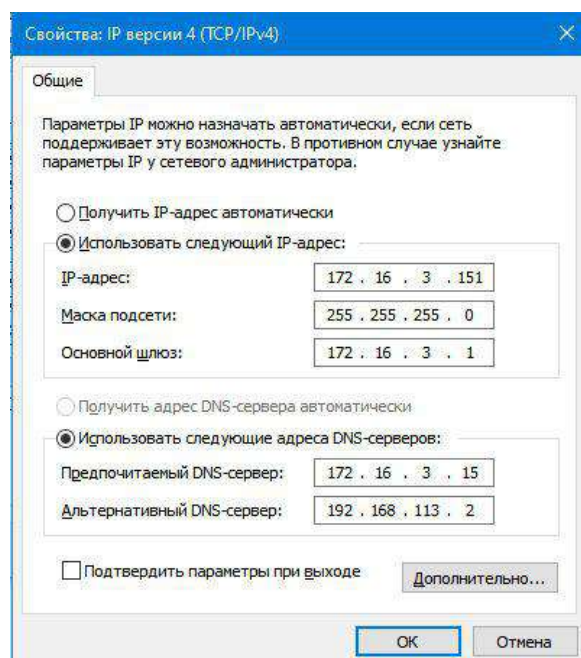 Свойства: IP версии 4 (TCP/IPv4)
Общие
Параметры IP можно назначать автоматически, если сеть
поддерживает эту возможность. В противном случае узнайте
параметры IP у сетевого администратора.
Получить IP-адрес автоматически
Использовать следующий IP-адрес:
IP-адрес: 172 . 16 . 3 . 151
Маска подсети: 255 . 255 . 255 . 0
Основной шлюз: 172 . 16 . 3 . 1
Получить адрес DNS-сервера автоматически
Использовать следующие адреса DNS-серверов:
Предпочитаемый DNS-сервер: 172 . 16 . 3 . 15
Альтернативный DNS-сервер: 192 . 168 . 113 . 2
Подтвердить параметры при выходе
Дополнительно...
ОК Отмена